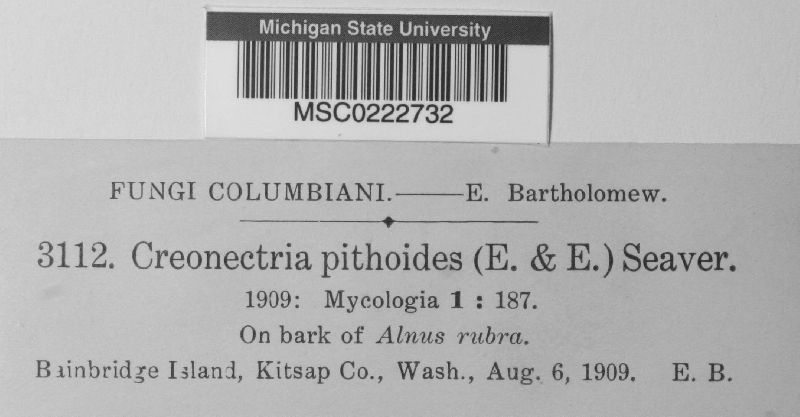 Michigan State University
MSC0222732
FUNGI COLUMBIANI.——E. Bartholomew.
3112. Creonectria pithoides (E. & E.) Seaver.
1909: Mycologia 1 : 187.
On bark of Alnus rubra.
Bainbridge Island, Kitsap Co., Wash., Aug. 6, 1909. E. B.